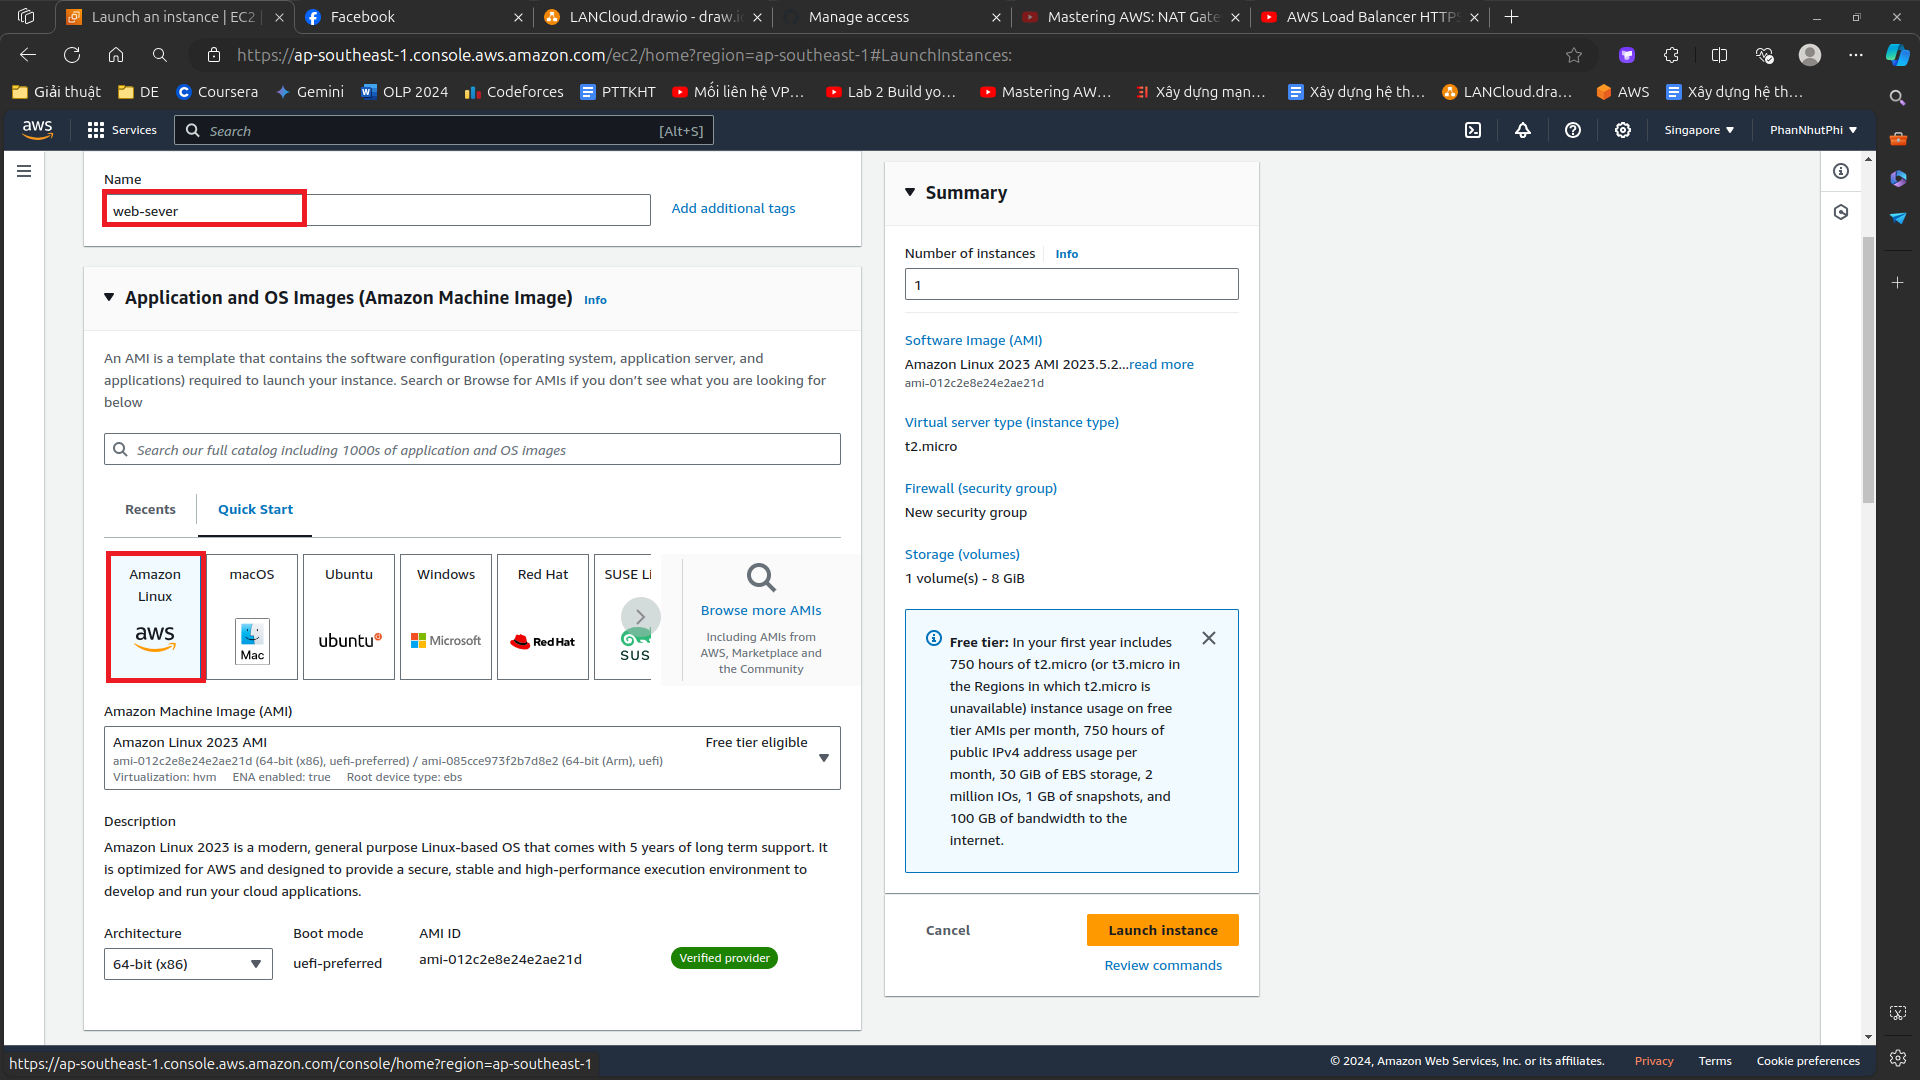 Launch an instance | EC2
Facebook
LANCloud.drawio - draw.i
Manage access
Mastering AWS: NAT Gate
AWS Load Balancer HTTPS
https://ap-southeast-1.console.aws.amazon.com/ec2/home?region=ap-southeast-1#LaunchInstances:
Giải thuật
DE
Coursera
Gemini
OLP 2024
Codeforces
PTTKHT
Mối liên hệ VP...
Lab 2 Build yo...
Mastering AW...
Xây dựng mạn...
Xây dựng hệ th...
LANCloud.dra...
AWS
Xây dựng hệ th...
aws
Services
Search
[Alt+S]
Singapore
PhanNhutPhi
Name
web-sever
Add additional tags
Application and OS Images (Amazon Machine Image) Info
An AMI is a template that contains the software configuration (operating system, application server, and
applications) required to launch your instance. Search or Browse for AMIs if you don't see what you are looking for
below
Search our full catalog including 1000s of application and OS images
Recents
Quick Start
Amazon
Linux
aws
macOS
Mac
Ubuntu
ubuntu
Windows
Microsoft
Red Hat
Red Hat
SUSE Li
SUS
Browse more AMIs
Including AMIs from
AWS, Marketplace and
the Community
Amazon Machine Image (AMI)
Amazon Linux 2023 AMI
Free tier eligible
ami-012c2e8e24e2ae21d (64-bit (x86), uefi-preferred) / ami-085cce973f2b7d8e2 (64-bit (Arm), uefi)
Virtualization: hvm ENA enabled: true Root device type: ebs
Description
Amazon Linux 2023 is a modern, general purpose Linux-based OS that comes with 5 years of long term support. It
is optimized for AWS and designed to provide a secure, stable and high-performance execution environment to
develop and run your cloud applications.
Architecture
64-bit (x86)
Boot mode
uefi-preferred
AMI ID
ami-012c2e8e24e2ae21d
Verified provider
Summary
Number of instances Info
1
Software Image (AMI)
Amazon Linux 2023 AMI 2023.5.2...read more
ami-012c2e8e24e2ae21d
Virtual server type (instance type)
t2.micro
Firewall (security group)
New security group
Storage (volumes)
1 volume(s) - 8 GiB
Free tier: In your first year includes
750 hours of t2.micro (or t3.micro in
the Regions in which t2.micro is
unavailable) instance usage on free
tier AMIs per month, 750 hours of
public IPv4 address usage per
month, 30 GiB of EBS storage, 2
million IOs, 1 GB of snapshots, and
100 GB of bandwidth to the
internet.
Cancel
Launch instance
Review commands
https://ap-southeast-1.console.aws.amazon.com/console/home?region=ap-southeast-1
© 2024, Amazon Web Services, Inc. or its affiliates.
Privacy
Terms
Cookie preferences